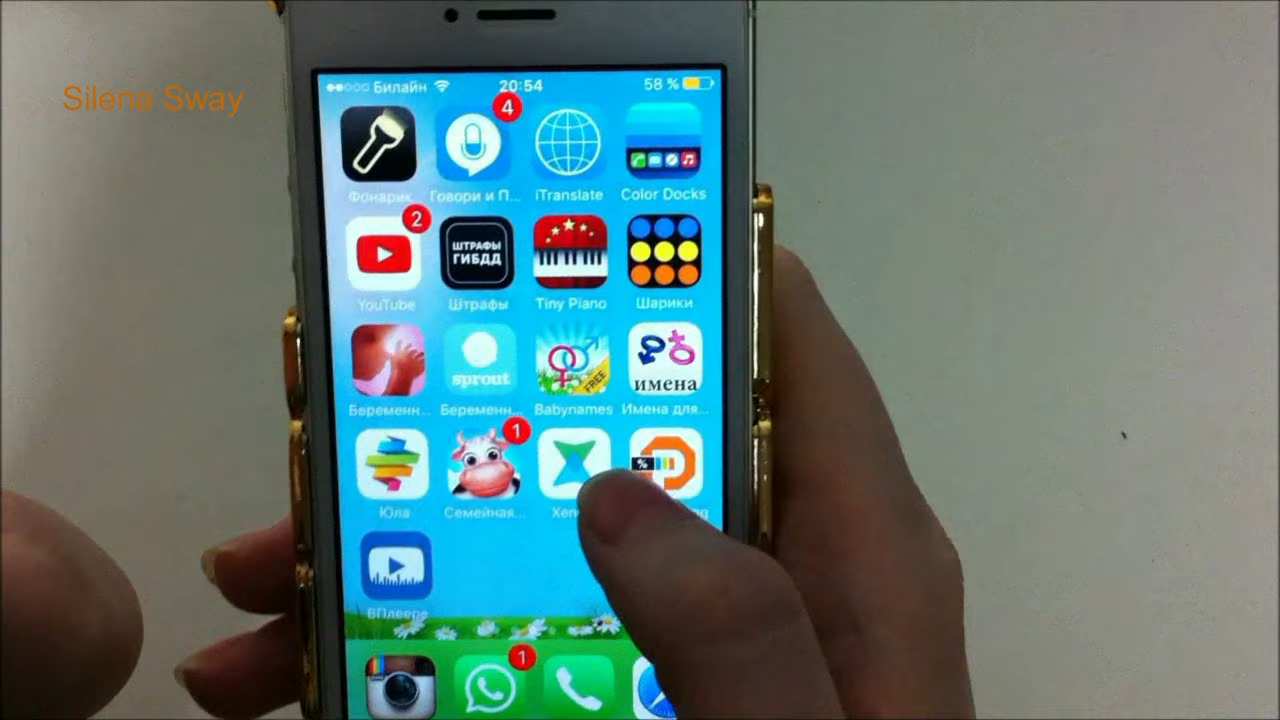 Silena Sway
Билайн 20:54 58 %
4
Фонарик Говори и П... iTranslate Color Docks
2
ШТРАФЫ
ГИБДД
YouTube Штрафы Tiny Piano Шарики
sprout FREE имена
Беременн... Беременн... Babynames Имена для...
1
%
Юла Семейная...
ВПлеере
1